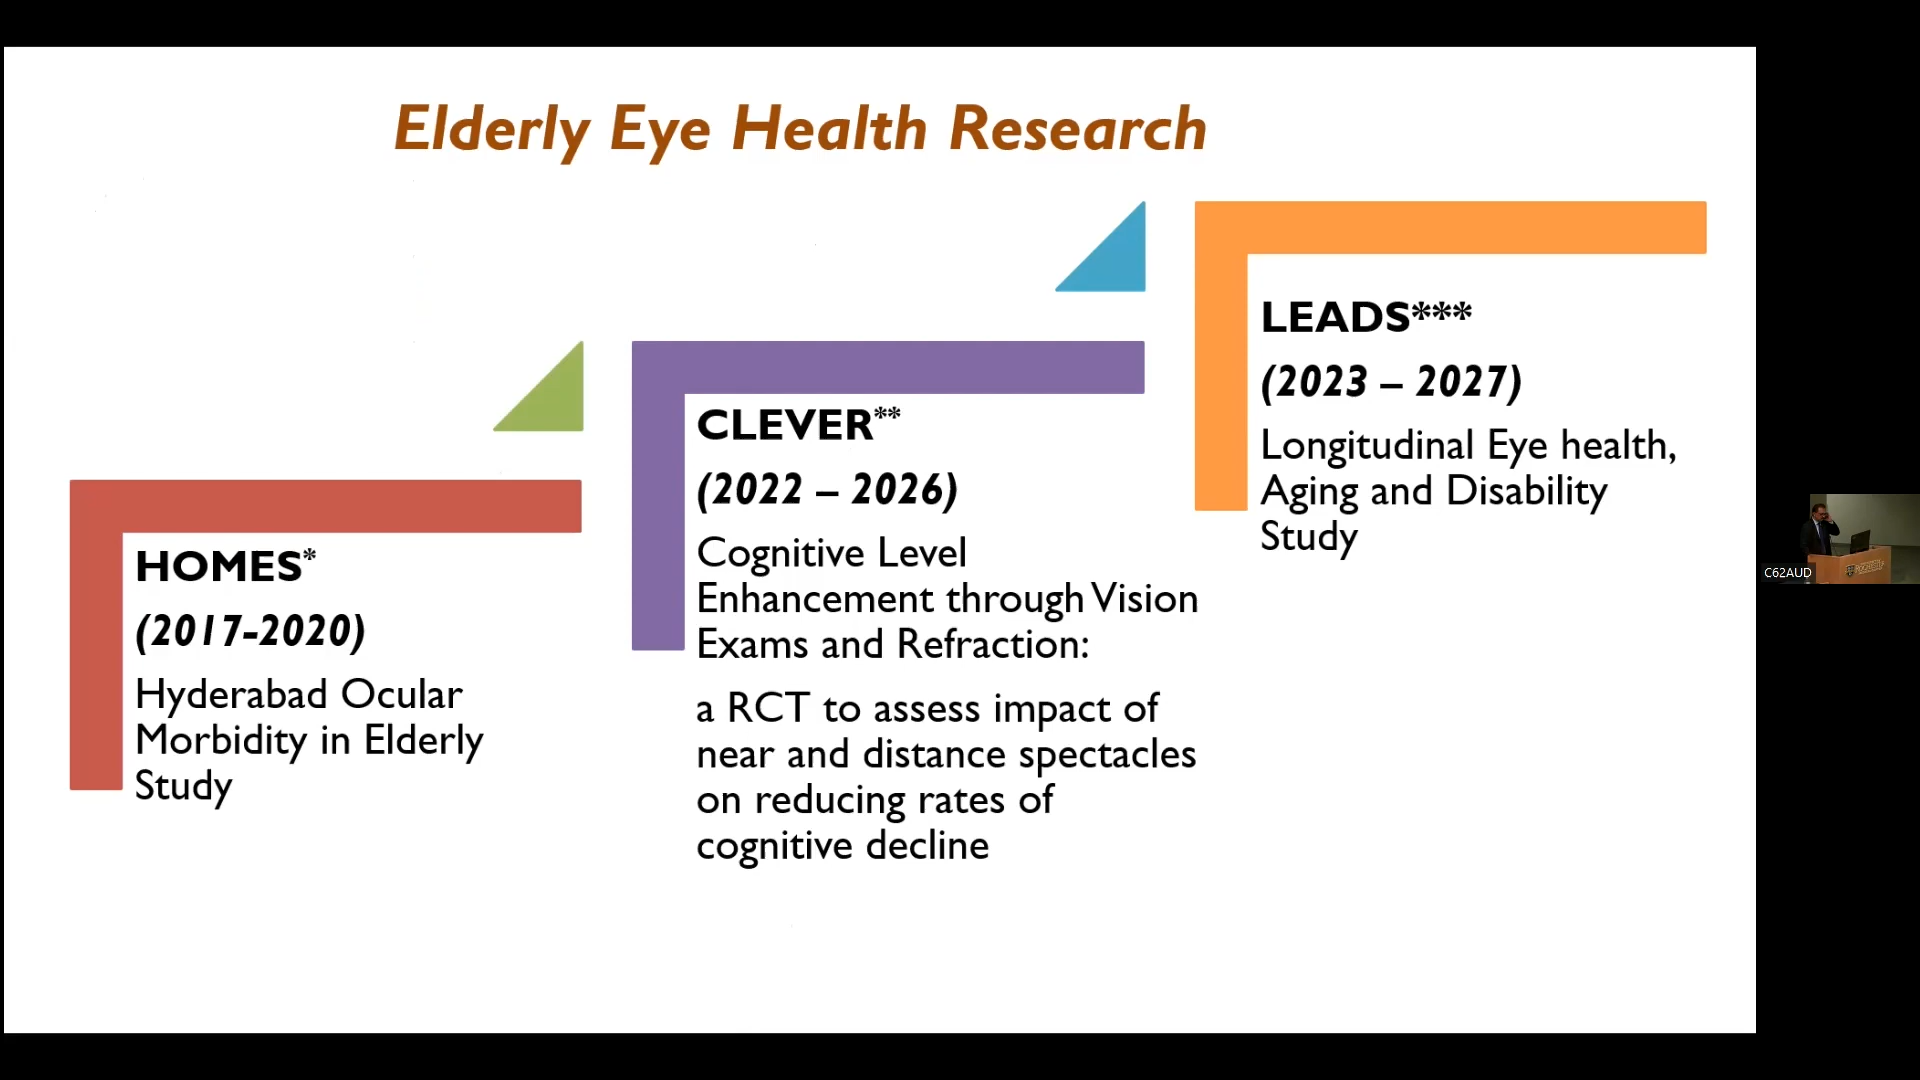 Elderly Eye Health Research
HOMES*
(2017-2020)
Hyderabad Ocular
Morbidity in Elderly
Study
CLEVER**
(2022 – 2026)
Cognitive Level
Enhancement through Vision
Exams and Refraction:
a RCT to assess impact of
near and distance spectacles
on reducing rates of
cognitive decline
LEADS***
(2023 – 2027)
Longitudinal Eye health,
Aging and Disability
Study
C62AUD